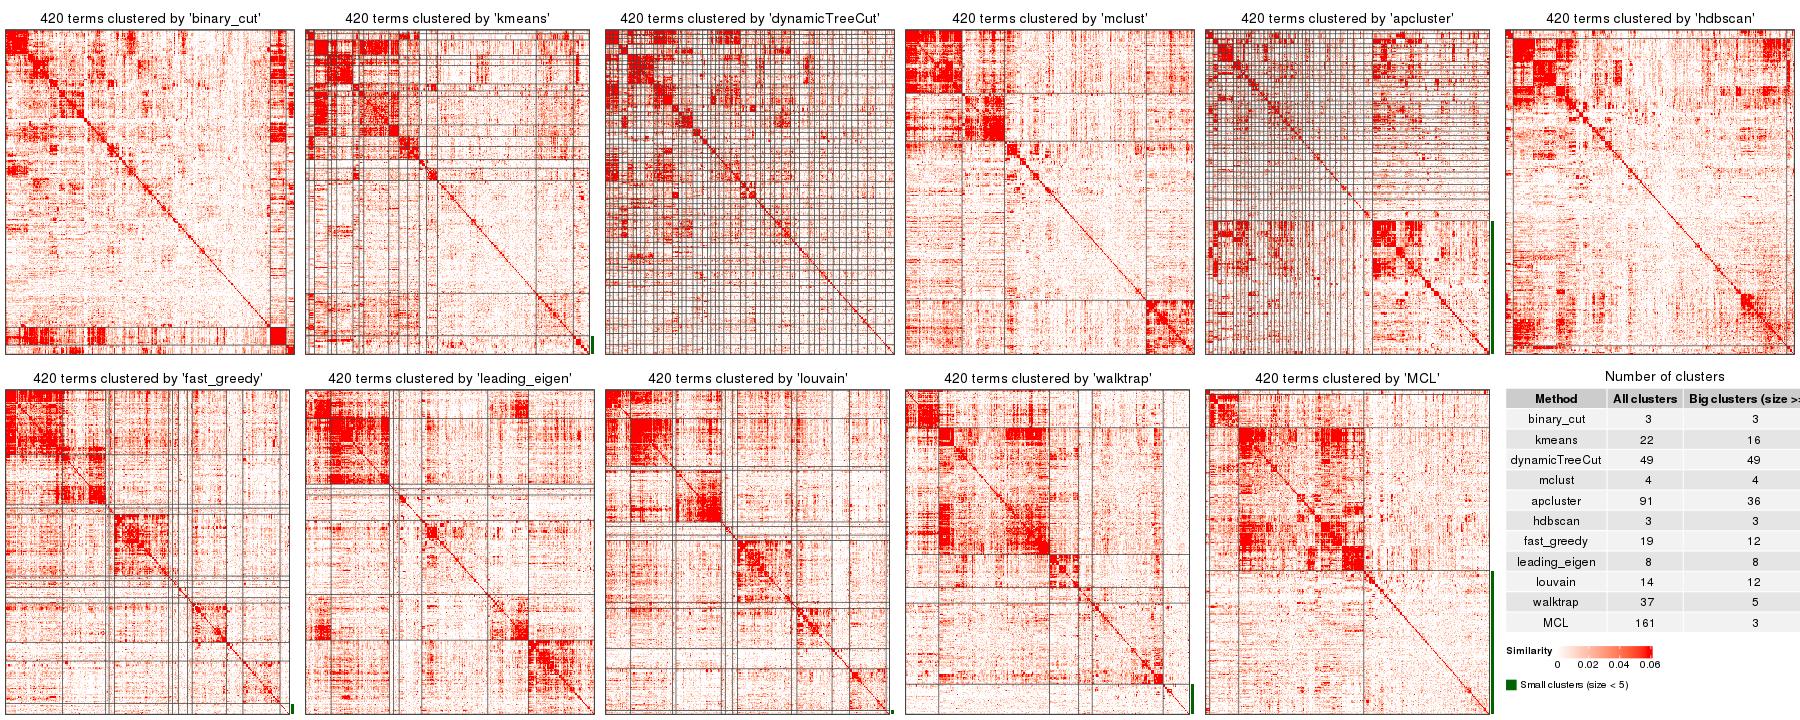 420 terms clustered by 'binary_cut'
420 terms clustered by 'kmeans'
420 terms clustered by 'dynamicTreeCut'
420 terms clustered by 'mclust'
420 terms clustered by 'apcluster'
420 terms clustered by 'hdbscan'
420 terms clustered by 'fast_greedy'
420 terms clustered by 'leading_eigen'
420 terms clustered by 'louvain'
420 terms clustered by 'walktrap'
420 terms clustered by 'MCL'
Number of clusters
Method All clusters Big clusters (size >=
binary_cut 3 3
kmeans 22 16
dynamicTreeCut 49 49
mclust 4 4
apcluster 91 36
hdbscan 3 3
fast_greedy 19 12
leading_eigen 8 8
louvain 14 12
walktrap 37 5
MCL 161 3
Similarity
0 0.02 0.04 0.06
Small clusters (size < 5)